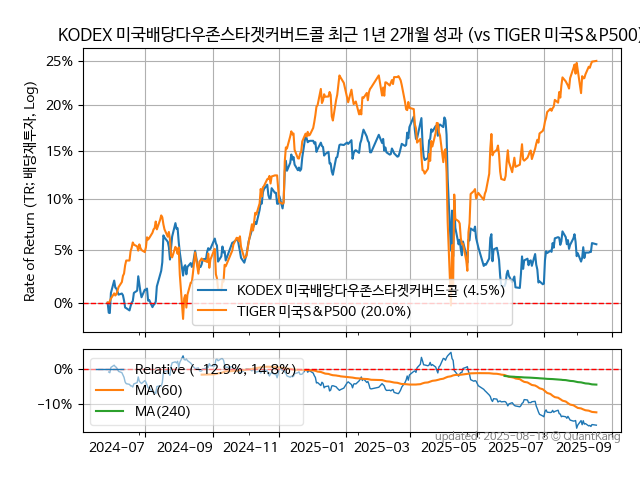 KODEX 미국배당다우존스타겟커버드콜 최근 1년 2개월 성과 (vs TIGER 미국S&P500)
Rate of Return (TR: 배당재투자, Log)
25%
20%
15%
10%
5%
0%
KODEX 미국배당다우존스타겟커버드콜 (4.5%)
TIGER 미국S&P500 (20.0%)
0%
−10%
Relative (−12.9%, 14.8%)
MA(60)
MA(240)
updated: 2025-08-18 © QuantKang
2024-07 2024-09 2024-11 2025-01 2025-03 2025-05 2025-07 2025-09